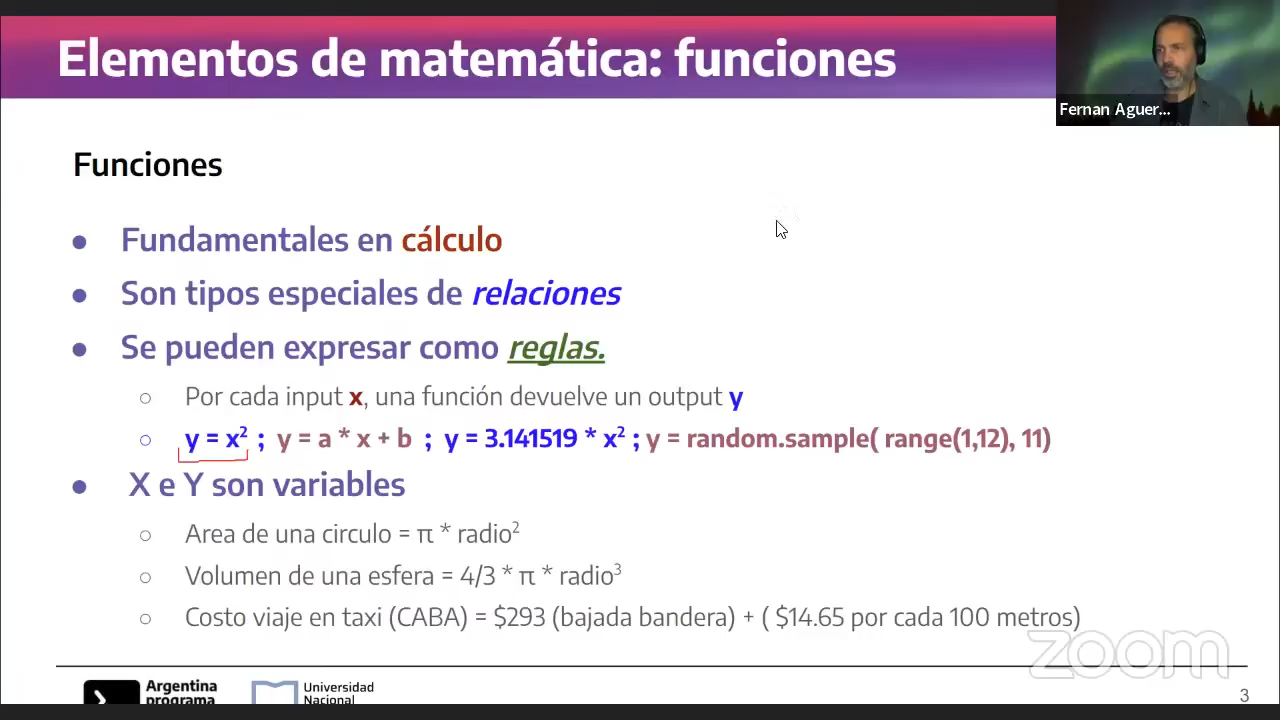 Elementos de matemática: funciones
Fernan Aguer...
Funciones
● Fundamentales en cálculo
● Son tipos especiales de relaciones
● Se pueden expresar como reglas.
○ Por cada input x, una función devuelve un output y
○ y = x² ; y = a * x + b ; y = 3.141519 * x² ; y = random.sample( range(1,12), 11)
● X e Y son variables
○ Area de una circulo = π * radio²
○ Volumen de una esfera = 4/3 * π * radio³
○ Costo viaje en taxi (CABA) = $293 (bajada bandera) + ( $14.65 por cada 100 metros)
zoom
Argentina
programa
Universidad
Nacional
3